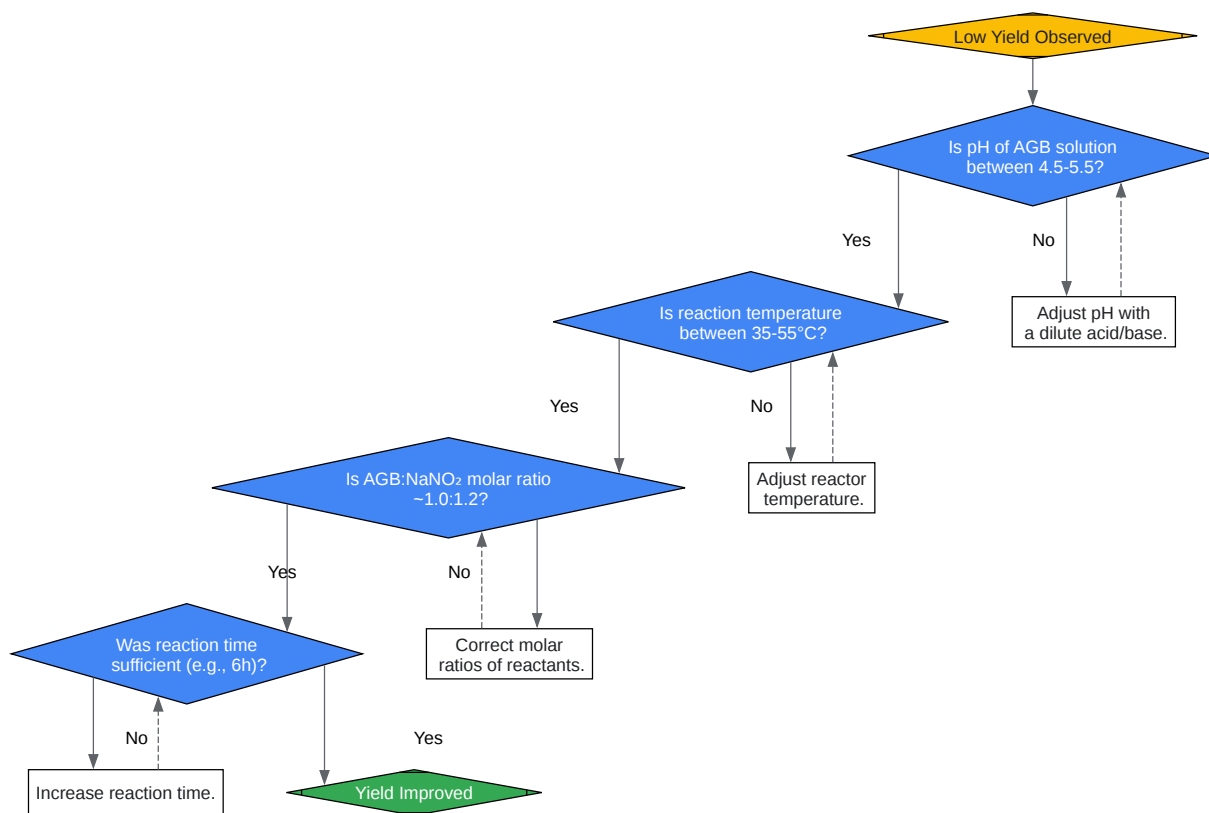 Low Yield Observed
Is pH of AGB solution
between 4.5-5.5?
Yes
No
Adjust pH with
a dilute acid/base.
Is reaction temperature
between 35-55°C?
Yes
No
Adjust reactor
temperature.
Is AGB:NaNO₂ molar ratio
~1.0:1.2?
Yes
No
Correct molar
ratios of reactants.
Was reaction time
sufficient (e.g., 6h)?
No
Yes
Increase reaction time.
Yield Improved